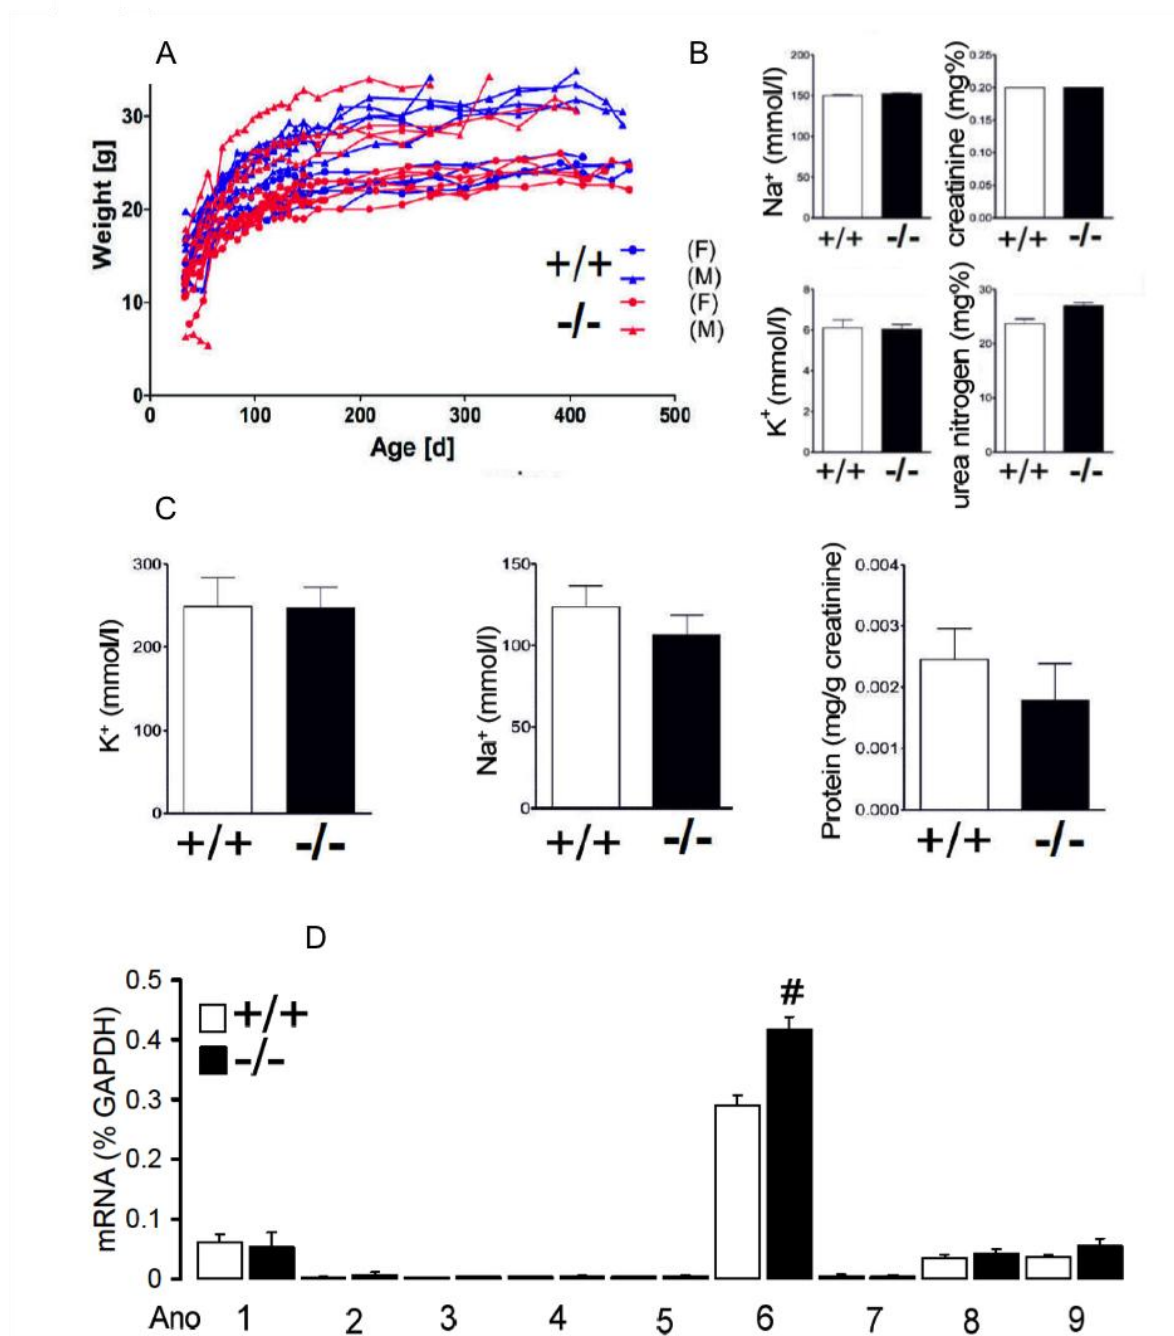 A
Weight [g]
30
20
10
0
0 100 200 300 400 500
Age [d]
+/+ (F)
(M)
-/- (F)
(M)
B
Na⁺ (mmol/l)
200
150
100
50
0
+/+ -/-
creatinine (mg%)
0.25
0.20
0.15
0.10
0.05
0.00
+/+ -/-
K⁺ (mmol/l)
8
6
4
2
0
+/+ -/-
urea nitrogen (mg%)
30
20
10
0
+/+ -/-
C
K⁺ (mmol/l)
300
200
100
0
+/+ -/-
Na⁺ (mmol/l)
150
100
50
0
+/+ -/-
Protein (mg/g creatinine)
0.004
0.003
0.002
0.001
0.000
+/+ -/-
D
mRNA (% GAPDH)
0.5
0.4
0.3
0.2
0.1
0
+/+
-/-
#
Ano 1 2 3 4 5 6 7 8 9